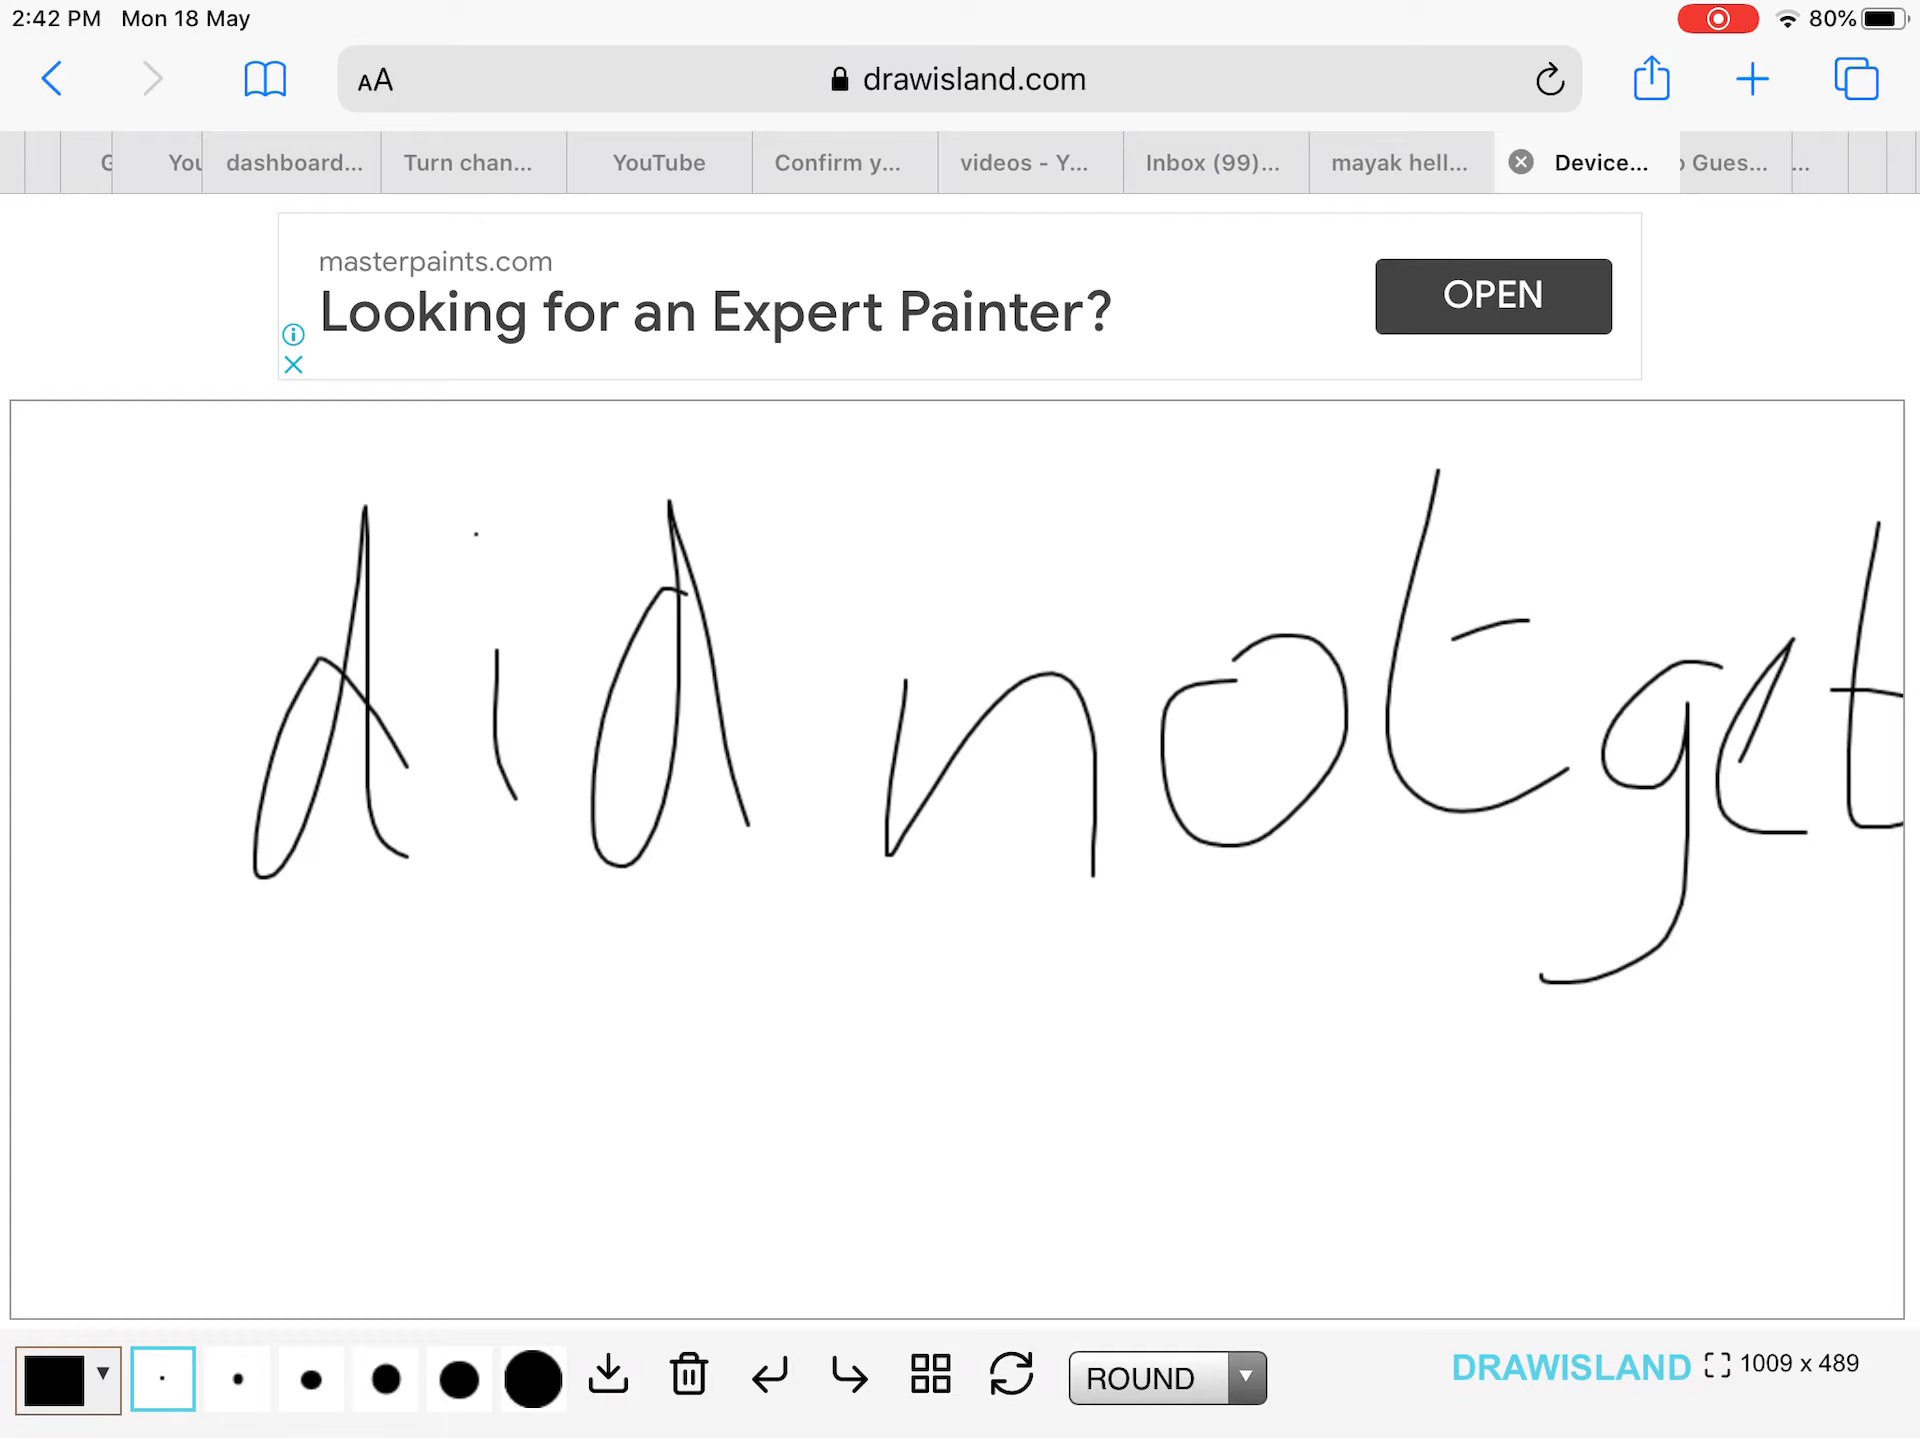 2:42 PM Mon 18 May 80%
AA drawisland.com
You dashboard... Turn chan... YouTube Confirm y... videos - Y... Inbox (99)... mayak hell... Device... Gues... ...
masterpaints.com
Looking for an Expert Painter?
OPEN
did not get
ROUND DRAWISLAND 1009 x 489